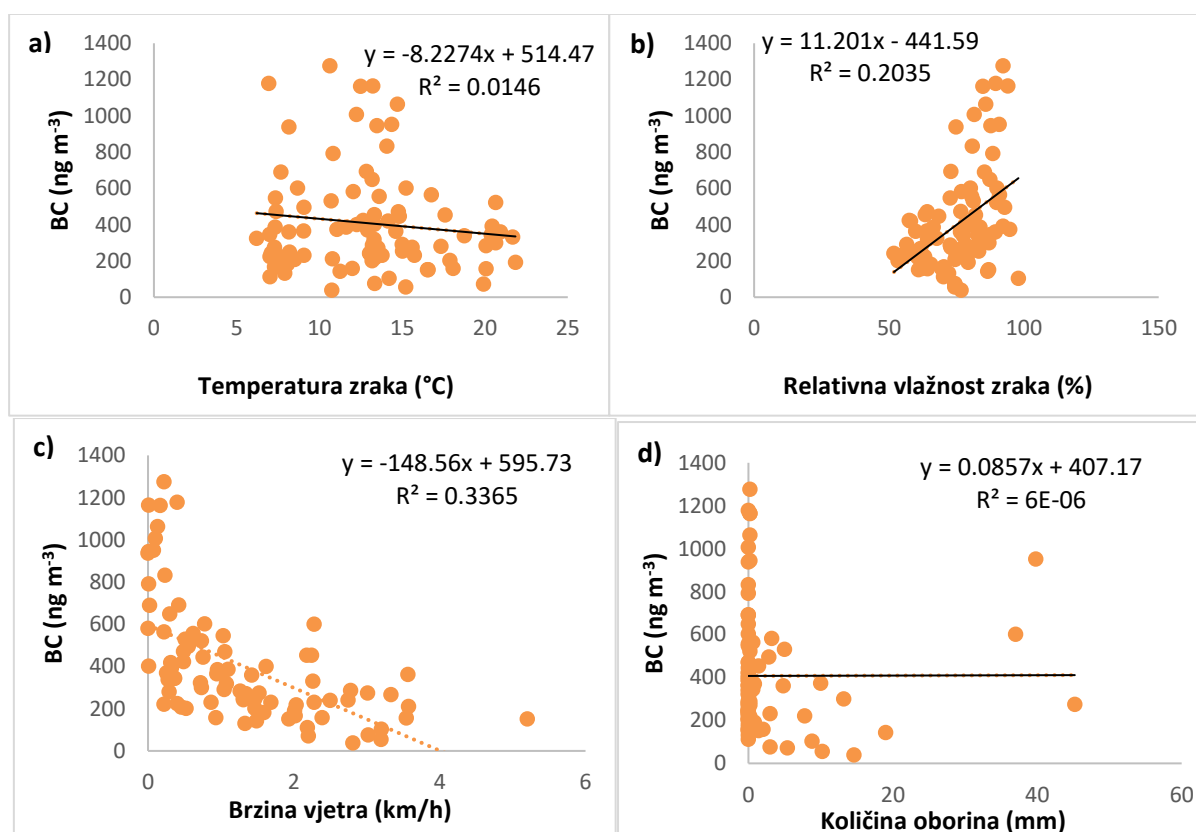 a)
y = -8.2274x + 514.47
R² = 0.0146
BC (ng m⁻³)
1400
1200
1000
800
600
400
200
0
0 5 10 15 20 25
Temperatura zraka (°C)
b)
y = 11.201x - 441.59
R² = 0.2035
BC (ng m⁻³)
1400
1200
1000
800
600
400
200
0
0 50 100 150
Relativna vlažnost zraka (%)
c)
y = -148.56x + 595.73
R² = 0.3365
BC (ng m⁻³)
1400
1200
1000
800
600
400
200
0
0 2 4 6
Brzina vjetra (km/h)
d)
y = 0.0857x + 407.17
R² = 6E-06
BC (ng m⁻³)
1400
1200
1000
800
600
400
200
0
0 20 40 60
Količina oborina (mm)